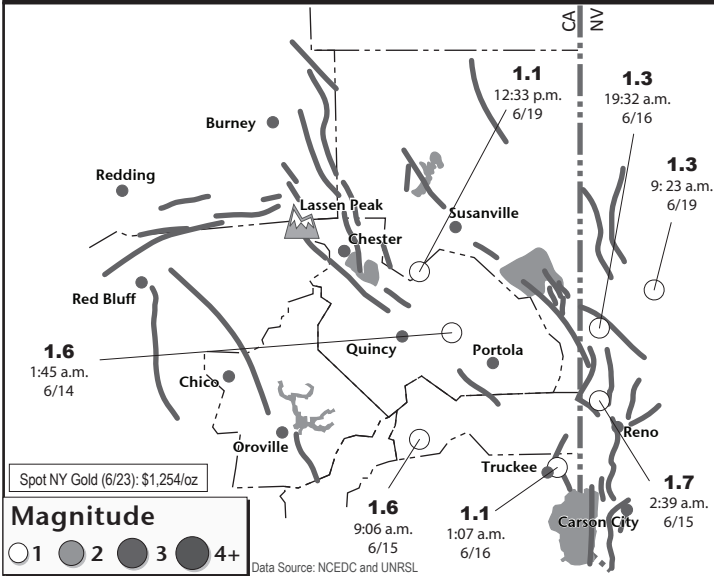 CA
NV
1.1
12:33 p.m.
6/19
1.3
19:32 a.m.
6/16
1.3
9: 23 a.m.
6/19
Burney
Redding
Lassen Peak
Susanville
Chester
Red Bluff
Quincy
Portola
1.6
1:45 a.m.
6/14
Chico
Oroville
Reno
Truckee
Carson City
1.7
2:39 a.m.
6/15
1.6
9:06 a.m.
6/15
1.1
1:07 a.m.
6/16
Spot NY Gold (6/23): $1,254/oz
Magnitude
1 2 3 4+
Data Source: NCEDC and UNRSL